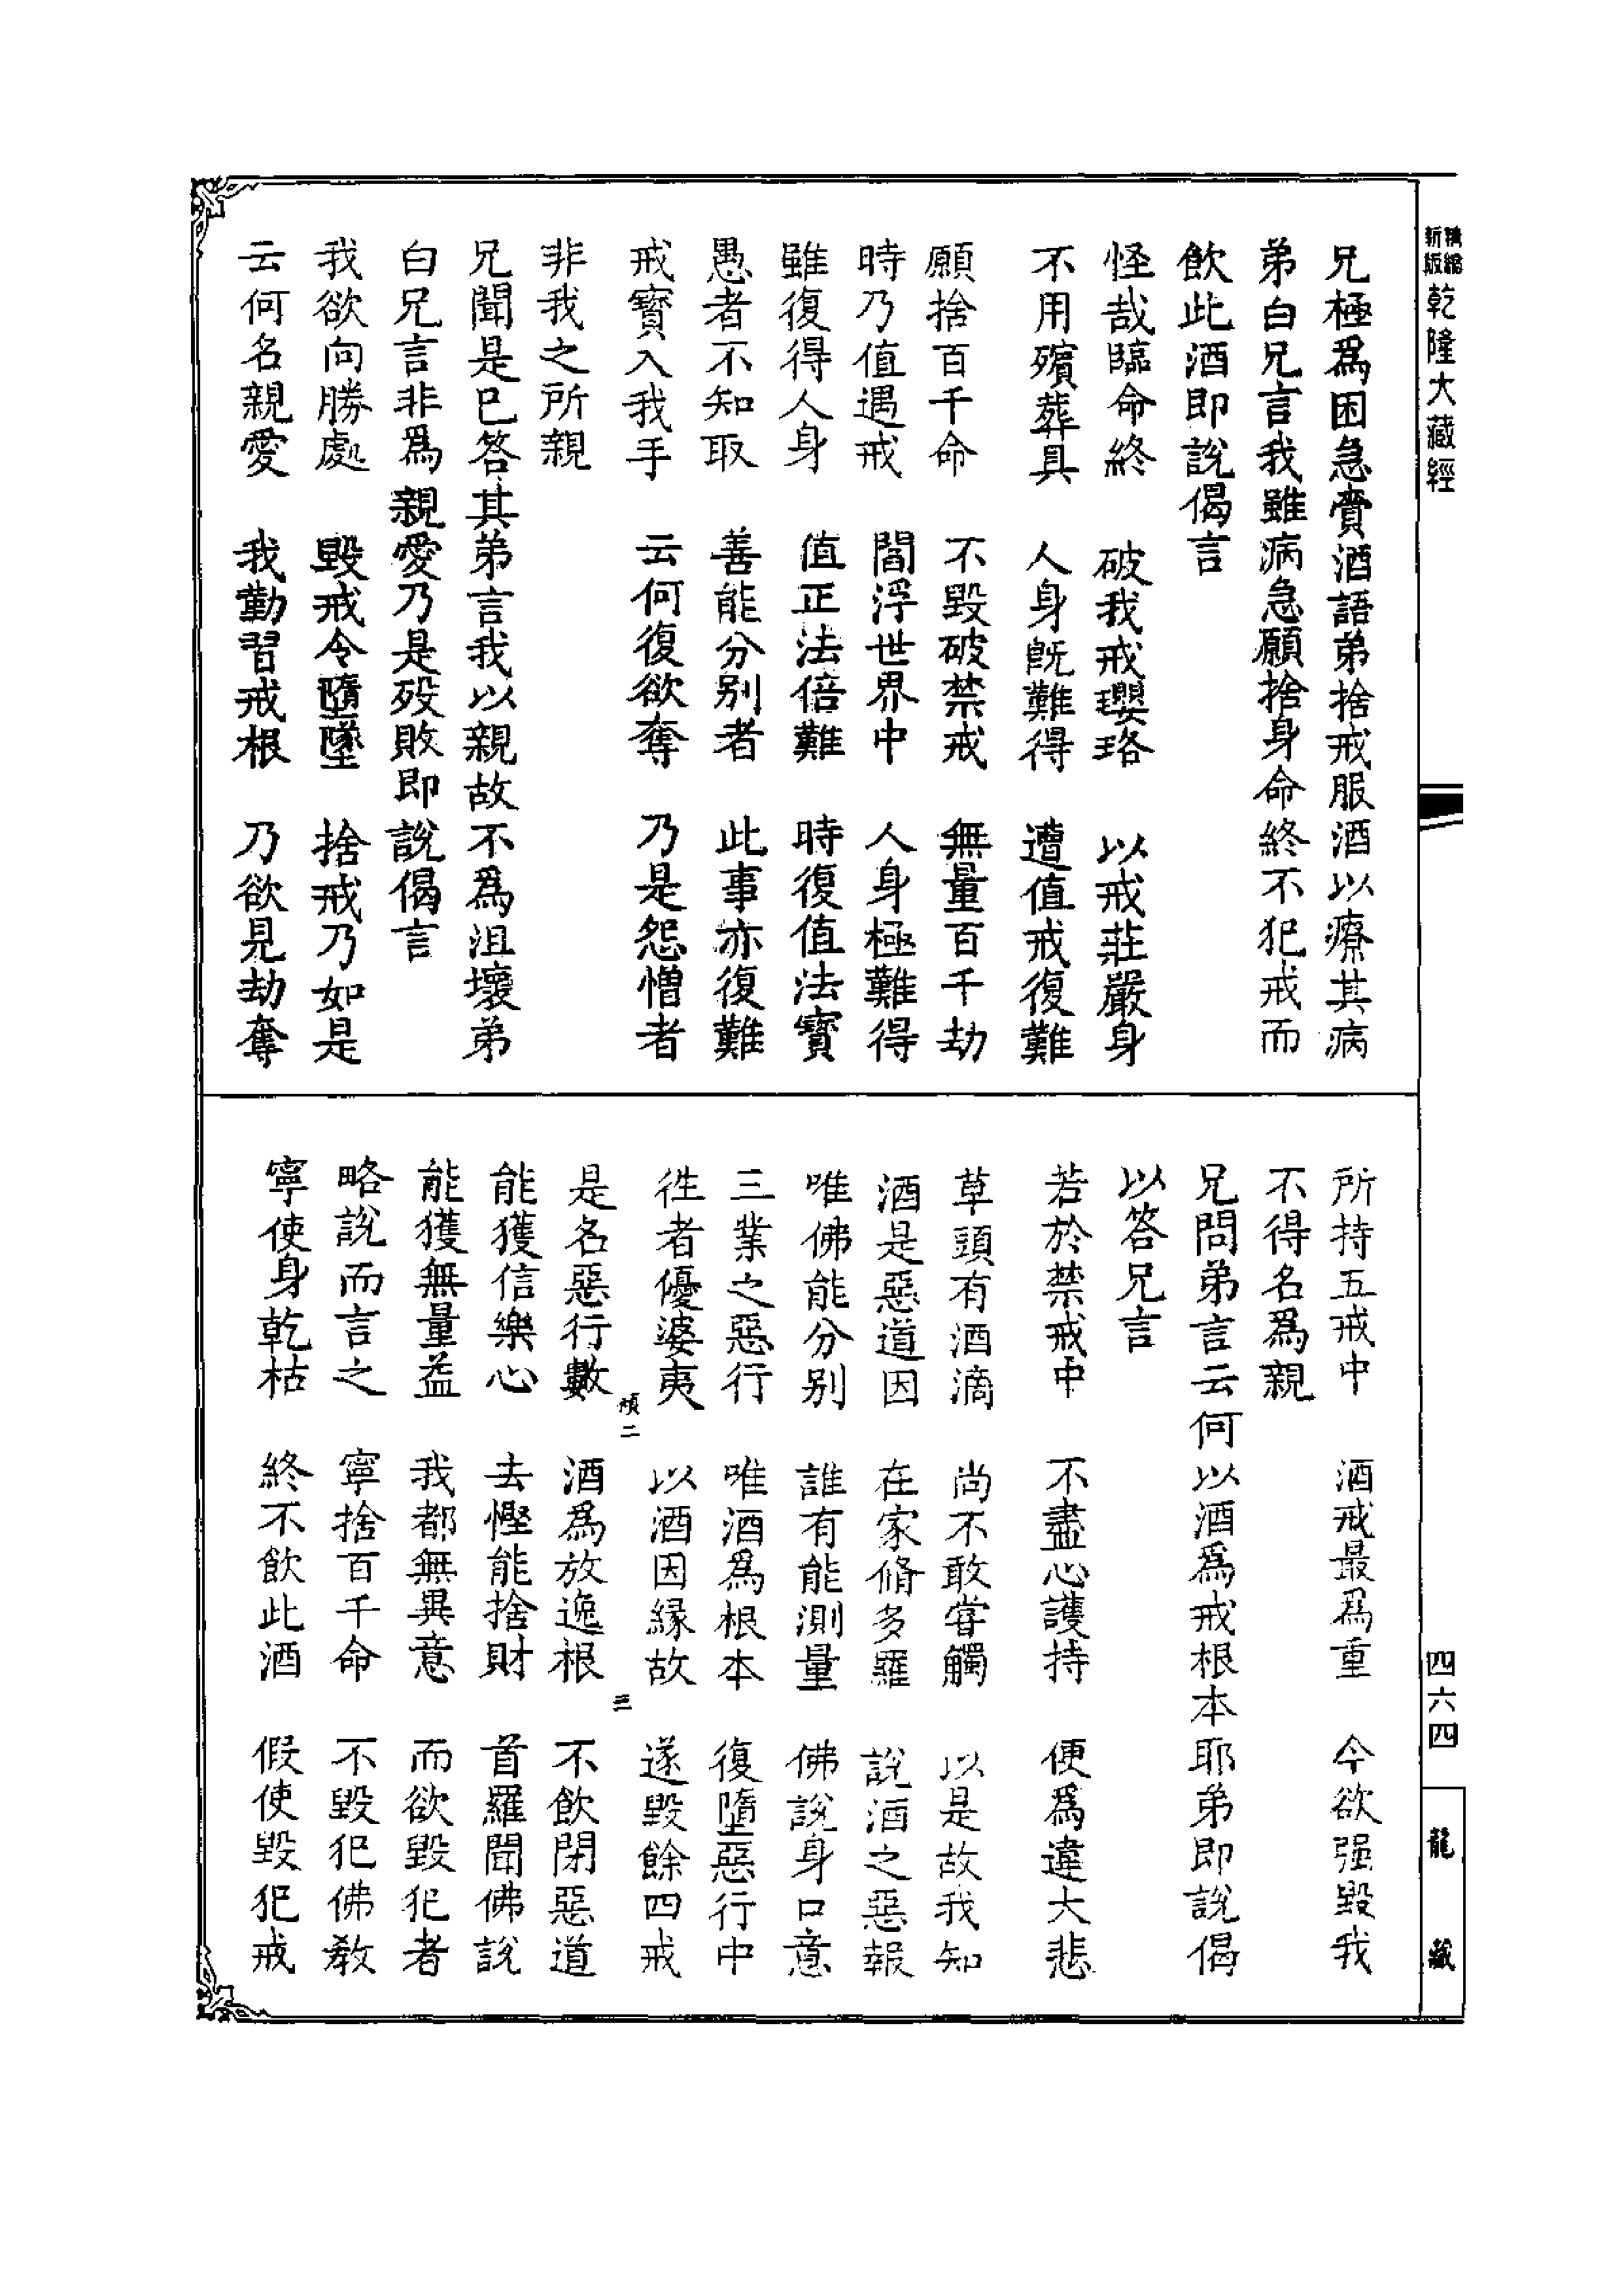 新編
縮版
乾隆大藏經
兄極爲困急賷酒語弟捨戒服酒以療其病
弟白兄言我雖病急願捨身命終不犯戒而
飲此酒即說偈言
怪哉臨命終　破我戒瓔珞　以戒莊嚴身
不用殯葬具　人身既難得　遭值戒復難
願捨百千命　不毀破禁戒　無量百千劫
時乃值遇戒　閻浮世界中　人身極難得
雖復得人身　值正法倍難　時復值法寶
愚者不知取　善能分別者　此事亦復難
戒寶入我手　云何復欲奪　乃是怨憎者
非我之所親
兄聞是已答其弟言我以親故不爲沮壞弟
白兄言非爲親愛乃是歿敗即說偈言
我欲向勝處　毀戒令墮墜　捨戒乃如是
云何名親愛　我勤習戒根　乃欲見劫奪
所持五戒中　酒戒最爲重　今欲强毀我
不得名爲親
兄問弟言云何以酒爲戒根本耶弟即說偈
以答兄言
若於禁戒中　不盡心護持　便爲違大悲
草頭有酒滴　尚不敢甞觸　以是故我知
酒是惡道因　在家脩多羅　說酒之惡報
唯佛能分別　誰有能測量　佛說身口意
三業之惡行　唯酒爲根本　復墮惡行中
徃者優婆夷　以酒因緣故　遂毀餘四戒
二　三
是名惡行數　酒爲放逸根　不飲閉惡道
能獲信樂心　去慳能捨財　首羅聞佛說
能獲無量益　我都無異意　而欲毀犯者
略說而言之　寧捨百千命　不毀犯佛教
寧使身乾枯　終不飲此酒　假使毀犯戒
四六四
龍藏